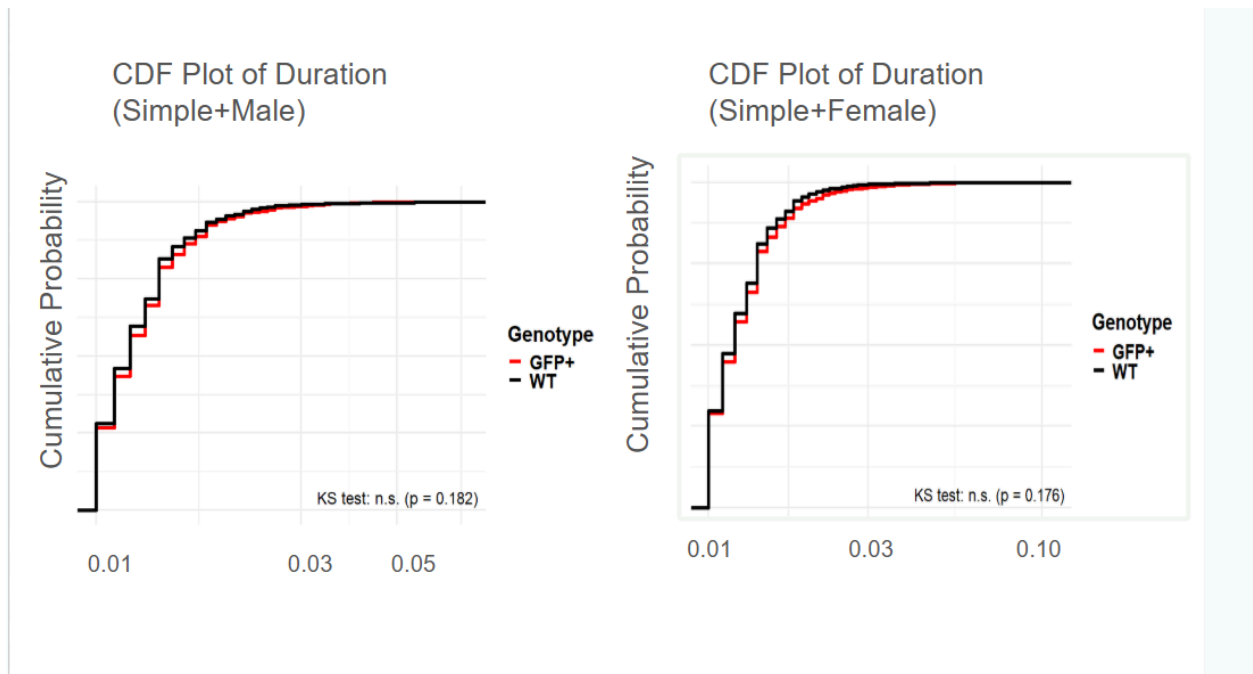 CDF Plot of Duration
(Simple+Male)
Cumulative Probability
Genotype
GFP+
WT
KS test: n.s. (p = 0.182)
0.01
0.03
0.05
CDF Plot of Duration
(Simple+Female)
Cumulative Probability
Genotype
GFP+
WT
KS test: n.s. (p = 0.176)
0.01
0.03
0.10